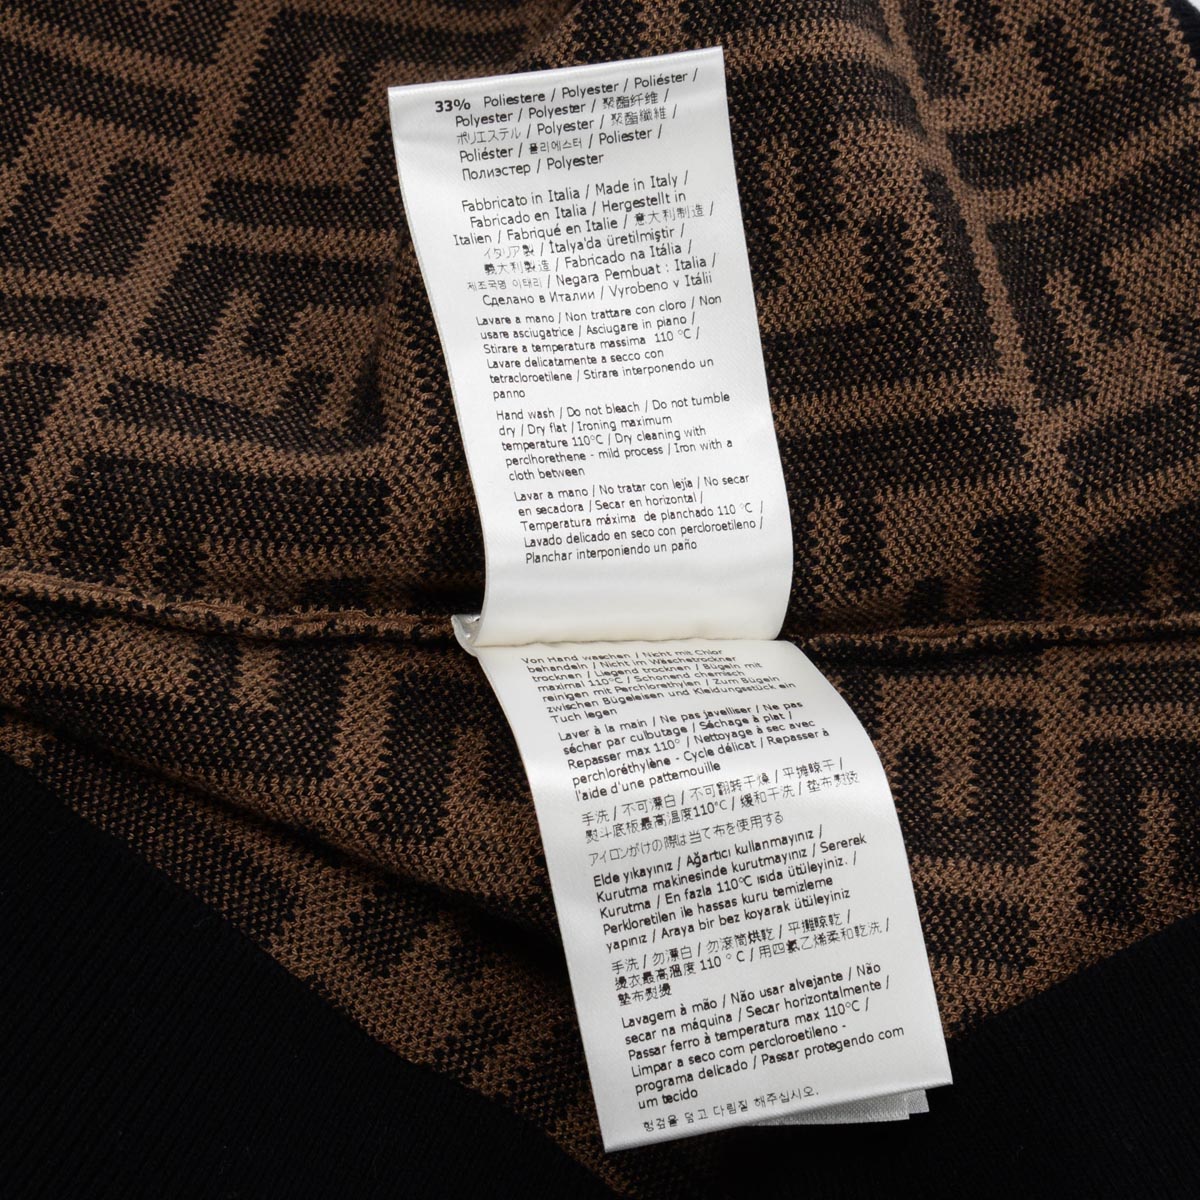 33% Poliestere / Polyester / Poliéster /
Polyester / Polyester / 聚酯纤维 /
ポリエステル / Polyester / 聚酯纖維 /
Poliéster / 폴리에스터 / Poliester /
Полиэстер / Polyester
Fabbricato in Italia / Made in Italy /
Fabricado en Italia / Hergestellt in
Italien / Fabriqué en Italie / 意大利制造 /
イタリア製 / İtalya'da üretilmiştir /
義大利製造 / Fabricado na Itália /
제조국명 이태리 / Negara Pembuat : Italia /
Сделано в Италии / Vyrobeno v Itálii
Lavare a mano / Non trattare con cloro / Non
usare asciugatrice / Asciugare in piano /
Stirare a temperatura massima 110 °C /
Lavare delicatamente a secco con
tetracloroetilene / Stirare interponendo un
panno
Hand wash / Do not bleach / Do not tumble
dry / Dry flat / Ironing maximum
temperature 110°C / Dry cleaning with
perclhorethene - mild process / Iron with a
cloth between
Lavar a mano / No tratar con lejía / No secar
en secadora / Secar en horizontal /
Temperatura máxima de planchado 110 °C /
Lavado delicado en seco con percloroetileno /
Planchar interponiendo un paño
Von Hand waschen / Nicht mit Chlor
behandeln / Nicht im Wäschetrockner
trocknen / Liegend trocknen / Bügeln mit
maximal 110°C / Schonend chemisch
reinigen mit Perchlorethylen / Zum Bügeln
zwischen Bügeleisen und Kleidungsstück ein
Tuch legen
Laver à la main / Ne pas javelliser / Ne pas
sécher par culbutage / Séchage à plat /
Repasser max 110° / Nettoyage à sec avec
perchloréthylène - Cycle délicat / Repasser à
l'aide d'une pattemouille
手洗 / 不可漂白 / 不可翻转干燥 / 平摊晾干 /
熨斗底板最高温度110°C / 缓和干洗 / 垫布熨烫
アイロンがけの際は当て布を使用する
Elde yıkayınız / Ağartıcı kullanmayınız /
Kurutma makinesinde kurutmayınız / Sererek
Kurutma / En fazla 110°C ısıda ütüleyiniz. /
Perkloretilen ile hassas kuru temizleme
yapınız / Araya bir bez koyarak ütüleyiniz
手洗 / 勿漂白 / 勿滾筒烘乾 / 平攤晾乾 /
燙衣最高溫度 110 ° C / 用四氯乙烯柔和乾洗 /
墊布熨燙
Lavagem à mão / Não usar alvejante / Não
secar na máquina / Secar horizontalmente /
Passar ferro à temperatura max 110°C /
Limpar a seco com percloroetileno -
programa delicado / Passar protegendo com
um tecido
헝겊을 덮고 다림질 해주십시오.